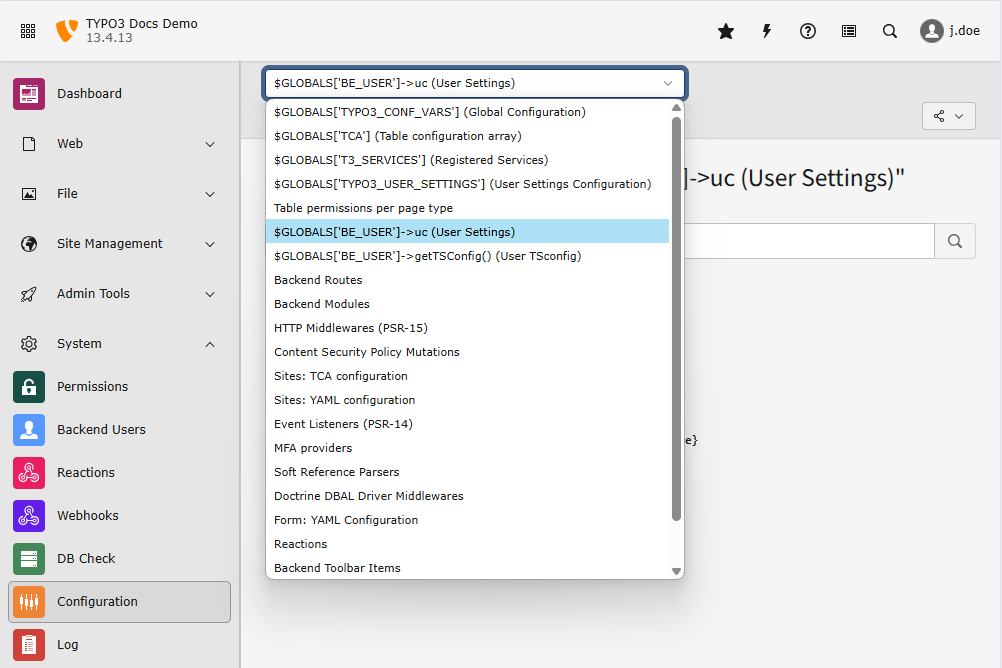 TYPO3 Docs Demo
13.4.13
j.doe
Dashboard
Web
File
Site Management
Admin Tools
System
Permissions
Backend Users
Reactions
Webhooks
DB Check
Configuration
Log
$GLOBALS['BE_USER']->uc (User Settings)
$GLOBALS['TYPO3_CONF_VARS'] (Global Configuration)
$GLOBALS['TCA'] (Table configuration array)
$GLOBALS['T3_SERVICES'] (Registered Services)
$GLOBALS['TYPO3_USER_SETTINGS'] (User Settings Configuration)
Table permissions per page type
$GLOBALS['BE_USER']->uc (User Settings)
$GLOBALS['BE_USER']->getTSConfig() (User TSconfig)
Backend Routes
Backend Modules
HTTP Middlewares (PSR-15)
Content Security Policy Mutations
Sites: TCA configuration
Sites: YAML configuration
Event Listeners (PSR-14)
MFA providers
Soft Reference Parsers
Doctrine DBAL Driver Middlewares
Form: YAML Configuration
Reactions
Backend Toolbar Items
]->uc (User Settings)"
e}